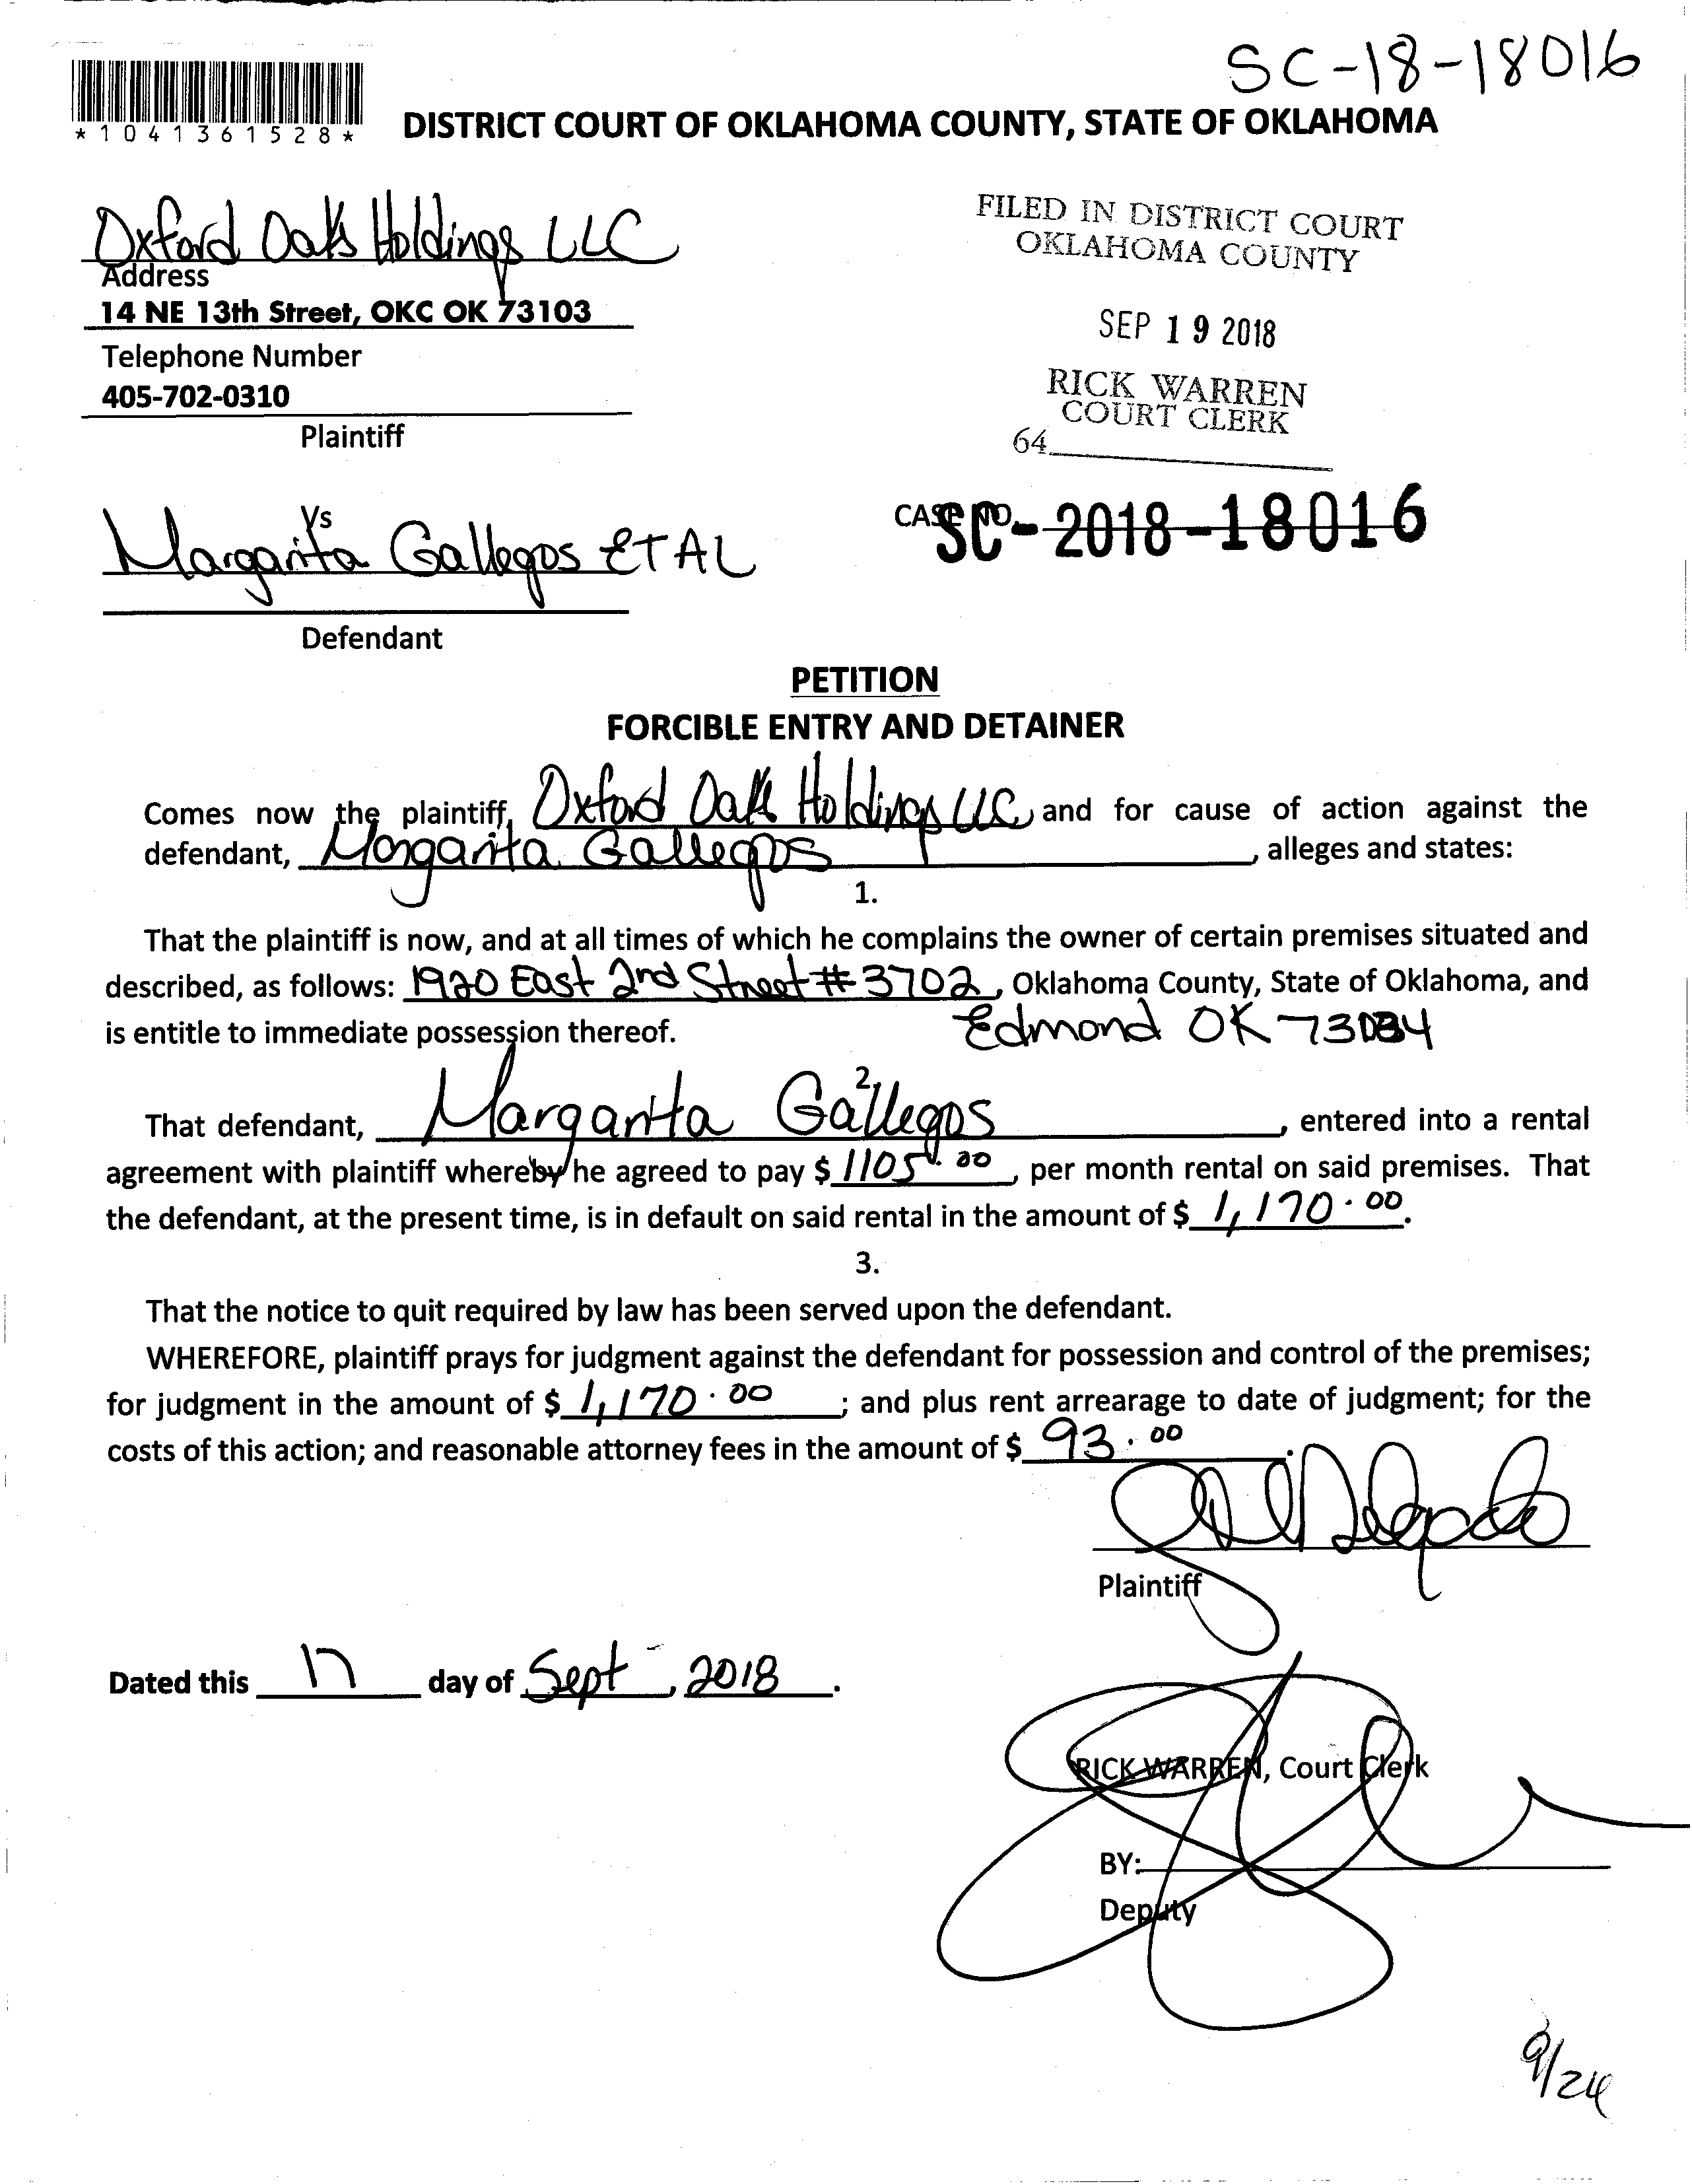 SC-18-18016
*1041361528*
DISTRICT COURT OF OKLAHOMA COUNTY, STATE OF OKLAHOMA
Oxford Oaks Holdings LLC
Address
14 NE 13th Street, OKC OK 73103
Telephone Number
405-702-0310
Plaintiff
FILED IN DISTRICT COURT
OKLAHOMA COUNTY
SEP 19 2018
RICK WARREN
COURT CLERK
64
Vs
Margarita Gallegos ETAL
Defendant
CASE NO.
SC-2018-18016
PETITION
FORCIBLE ENTRY AND DETAINER
Comes now the plaintiff, Oxford Oaks Holdings LLC and for cause of action against the
defendant, Margarita Gallegos, alleges and states:
1.
That the plaintiff is now, and at all times of which he complains the owner of certain premises situated and
described, as follows: 1920 East 2nd Street #3702, Oklahoma County, State of Oklahoma, and
is entitle to immediate possession thereof. Edmond OK 73034
2.
That defendant, Margarita Gallegos, entered into a rental
agreement with plaintiff whereby he agreed to pay $ 1105.00, per month rental on said premises. That
the defendant, at the present time, is in default on said rental in the amount of $ 1,170.00.
3.
That the notice to quit required by law has been served upon the defendant.
WHEREFORE, plaintiff prays for judgment against the defendant for possession and control of the premises;
for judgment in the amount of $ 1,170.00; and plus rent arrearage to date of judgment; for the
costs of this action; and reasonable attorney fees in the amount of $ 93.00
Plaintiff
Dated this 17 day of Sept, 2018.
RICK WARREN, Court Clerk
BY:
Deputy
9/24